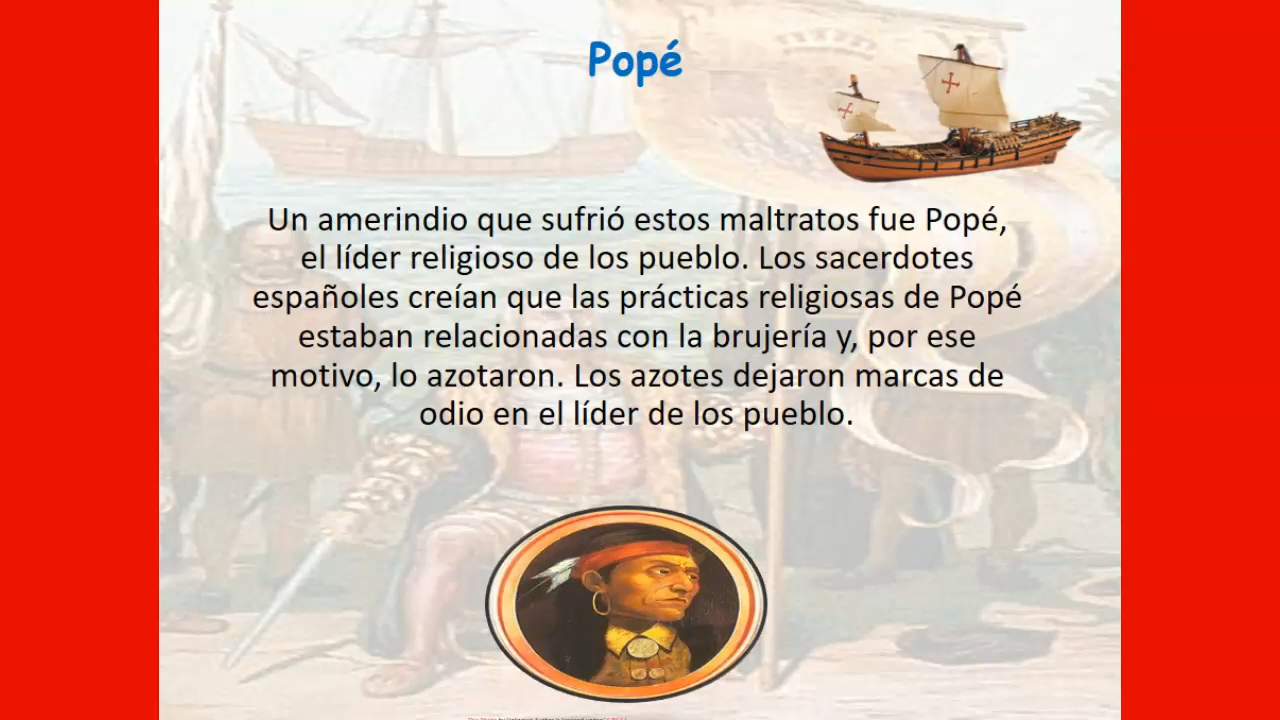 Popé
Un amerindio que sufrió estos maltratos fue Popé,
el líder religioso de los pueblo. Los sacerdotes
españoles creían que las prácticas religiosas de Popé
estaban relacionadas con la brujería y, por ese
motivo, lo azotaron. Los azotes dejaron marcas de
odio en el líder de los pueblo.